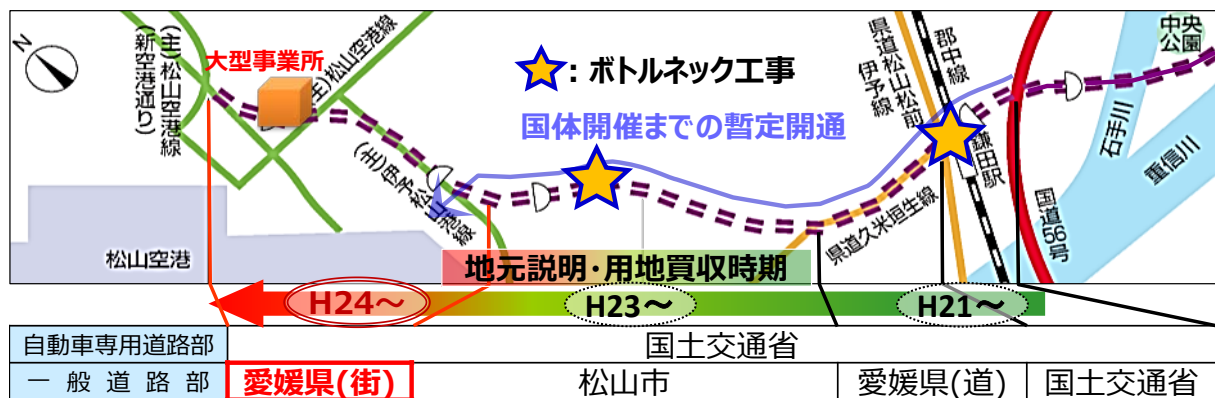 N
(主)松山空港線
(新空港通り)
大型事業所
(主)松山空港線
(主)伊予松山港線
松山空港
☆: ボトルネック工事
国体開催までの暫定開通
県道松山松前
伊予線
郡中線
鎌田駅
県道久米垣生線
国道56号
石手川
重信川
中央
公園
地元説明・用地買収時期
H24~
H23~
H21~
自動車専用道路部
国土交通省
一般道路部
愛媛県(街)
松山市
愛媛県(道)
国土交通省